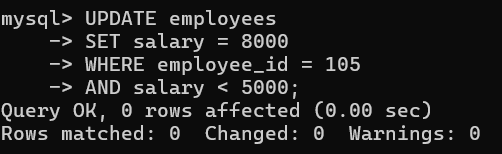 mysql> UPDATE employees
    -> SET salary = 8000
    -> WHERE employee_id = 105
    -> AND salary < 5000;
Query OK, 0 rows affected (0.00 sec)
Rows matched: 0  Changed: 0  Warnings: 0